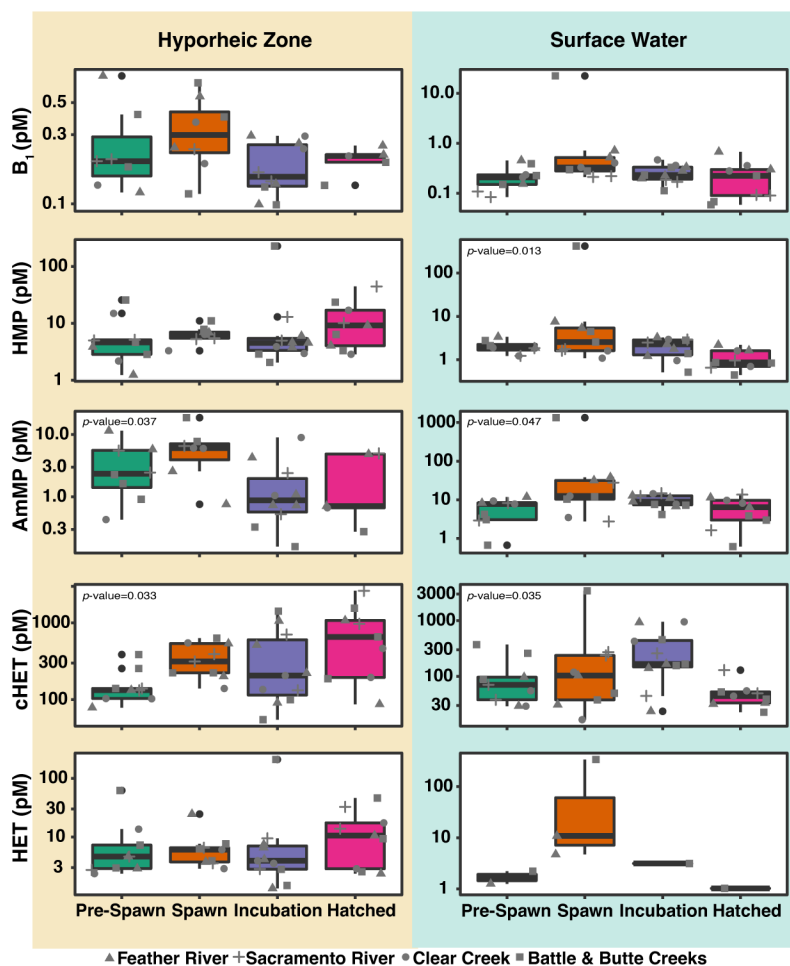 Hyporheic Zone Surface Water
B1 (pM)
0.5
0.3
0.1
10.0
1.0
0.1
HMP (pM)
100
10
1
p-value=0.013
100
10
1
AmMP (pM)
p-value=0.037
10.0
3.0
1.0
0.3
p-value=0.047
1000
100
10
1
cHET (pM)
p-value=0.033
1000
300
100
p-value=0.035
3000
1000
300
100
30
HET (pM)
100
30
10
3
100
10
1
Pre-Spawn Spawn Incubation Hatched Pre-Spawn Spawn Incubation Hatched
Feather River Sacramento River Clear Creek Battle & Butte Creeks